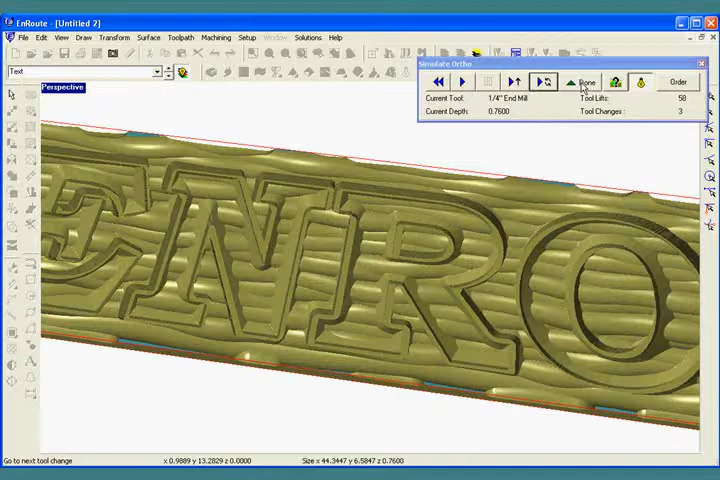 EnRoute - [Untitled 2]
File Edit View Draw Transform Surface Toolpath Machining Setup Window Solutions Help
Simulate Ortho
Text
Done
Order
Current Tool: 1/4" End Mill Tool Lifts: 58
Current Depth: 0.7600 Tool Changes : 3
Perspective
ENRO
Go to next tool change x 0.9889 y 13.2829 z 0.0000 Size x 44.3447 y 6.5847 z 0.7600